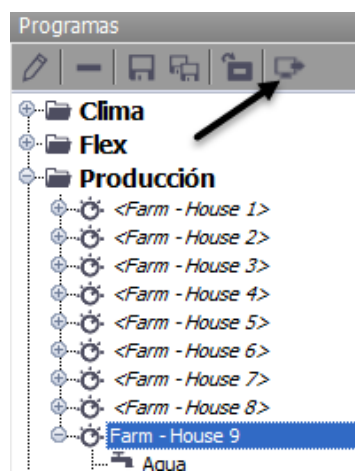 Programas
Clima
Flex
Producción
<Farm - House 1>
<Farm - House 2>
<Farm - House 3>
<Farm - House 4>
<Farm - House 5>
<Farm - House 6>
<Farm - House 7>
<Farm - House 8>
Farm - House 9
Agua